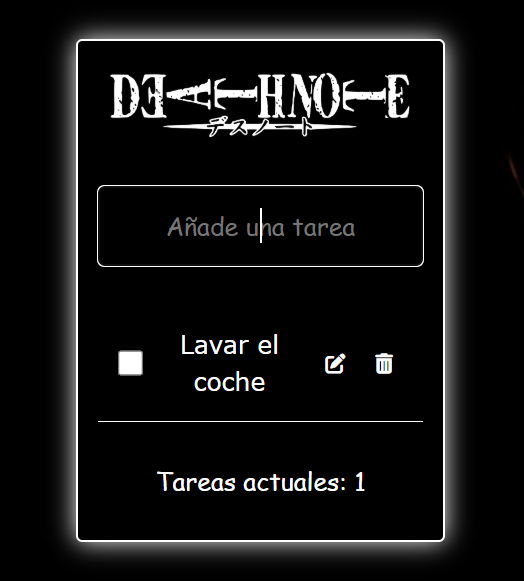 DEATHNOTE
デスノート
Añade una tarea
Lavar el
coche
Tareas actuales: 1